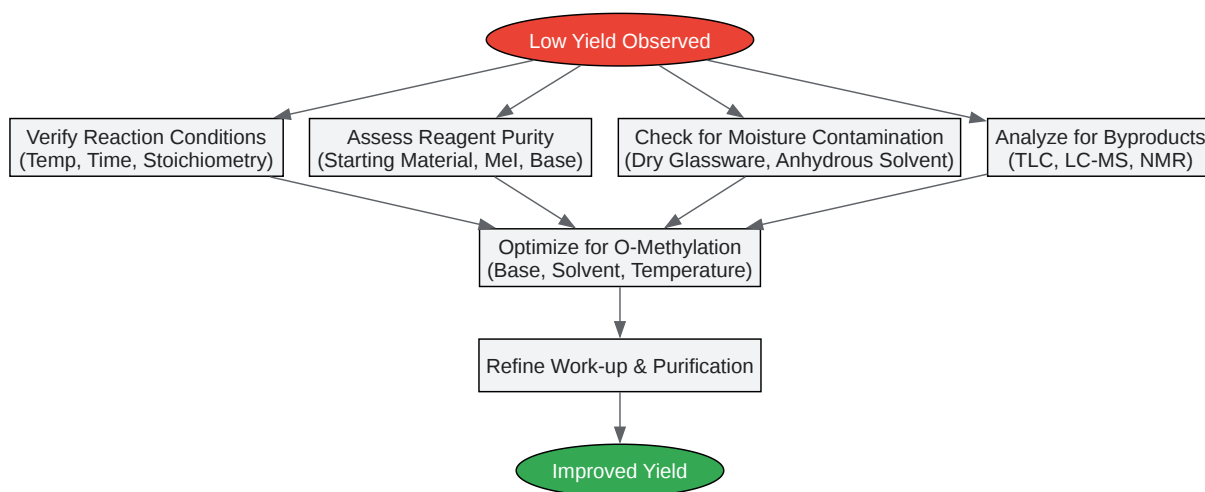 Low Yield Observed
Verify Reaction Conditions
(Temp, Time, Stoichiometry)
Assess Reagent Purity
(Starting Material, MeI, Base)
Check for Moisture Contamination
(Dry Glassware, Anhydrous Solvent)
Analyze for Byproducts
(TLC, LC-MS, NMR)
Optimize for O-Methylation
(Base, Solvent, Temperature)
Refine Work-up & Purification
Improved Yield